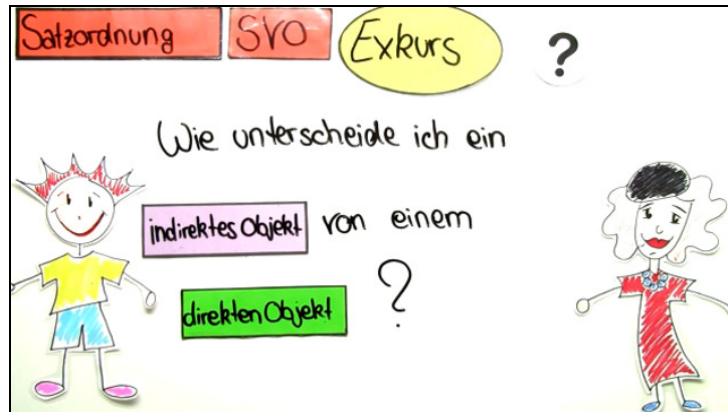 Satzordnung SVO Exkurs ?
Wie unterscheide ich ein
indirektes Objekt von einem
direkten Objekt ?